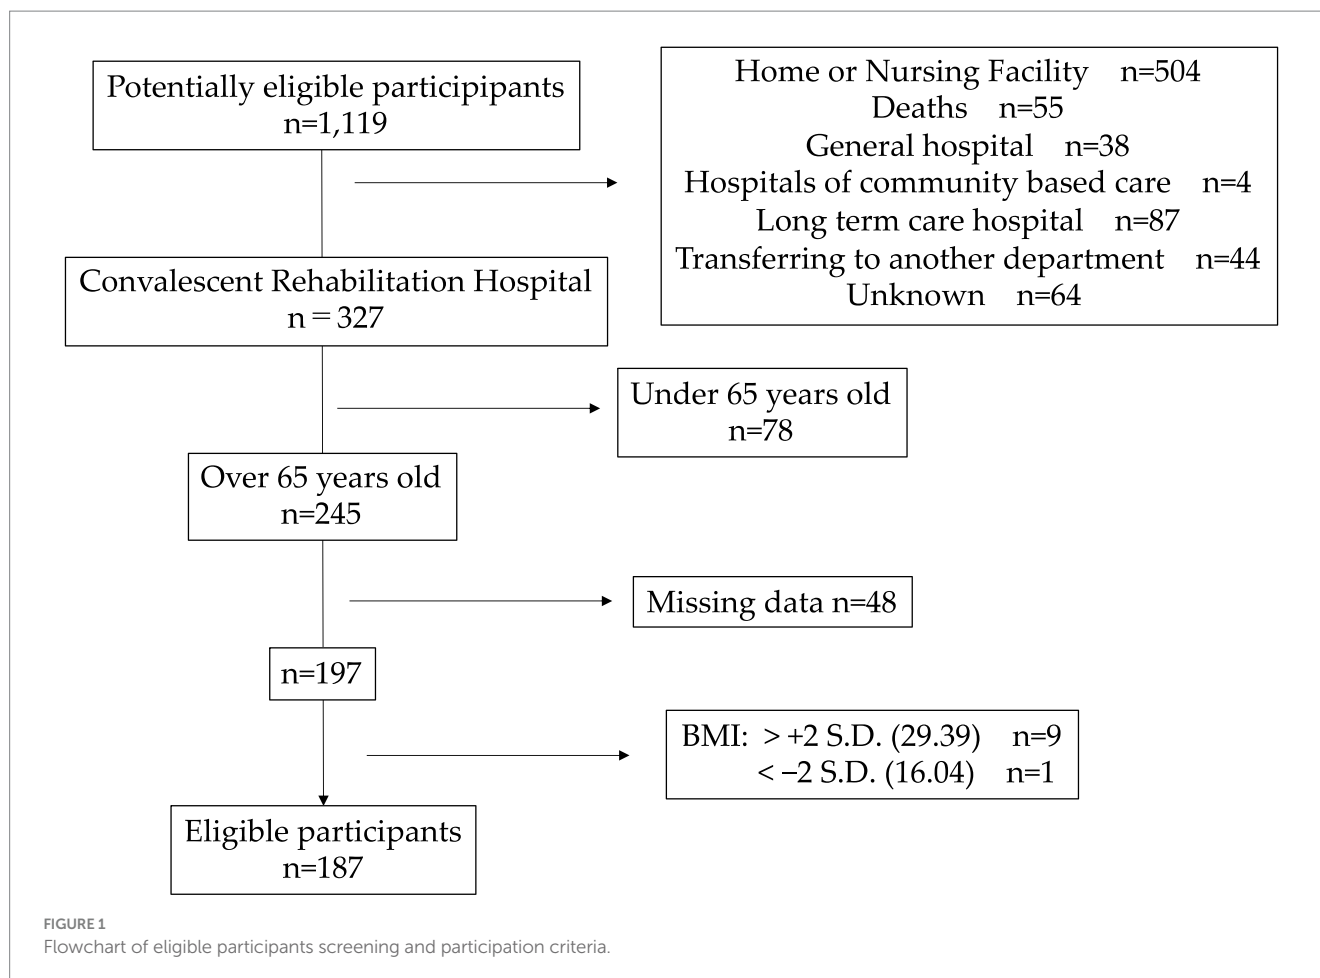 Potentially eligible particpipants
n=1,119
Home or Nursing Facility n=504
Deaths n=55
General hospital n=38
Hospitals of community based care n=4
Long term care hospital n=87
Transferring to another department n=44
Unknown n=64
Convalescent Rehabilitation Hospital
n = 327
Under 65 years old
n=78
Over 65 years old
n=245
Missing data n=48
n=197
BMI: > +2 S.D. (29.39) n=9
< −2 S.D. (16.04) n=1
Eligible participants
n=187
FIGURE 1
Flowchart of eligible participants screening and participation criteria.